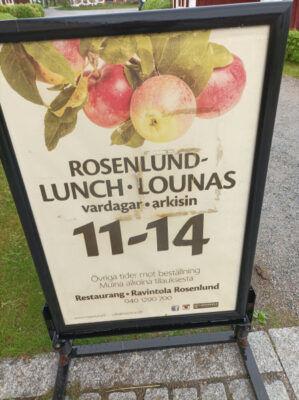 ROSENLUND-
LUNCH • LOUNAS
vardagar • arkisin
11-14
Övriga tider mot beställning
Muina aikoina tilauksesta
Restaurang • Ravintola Rosenlund